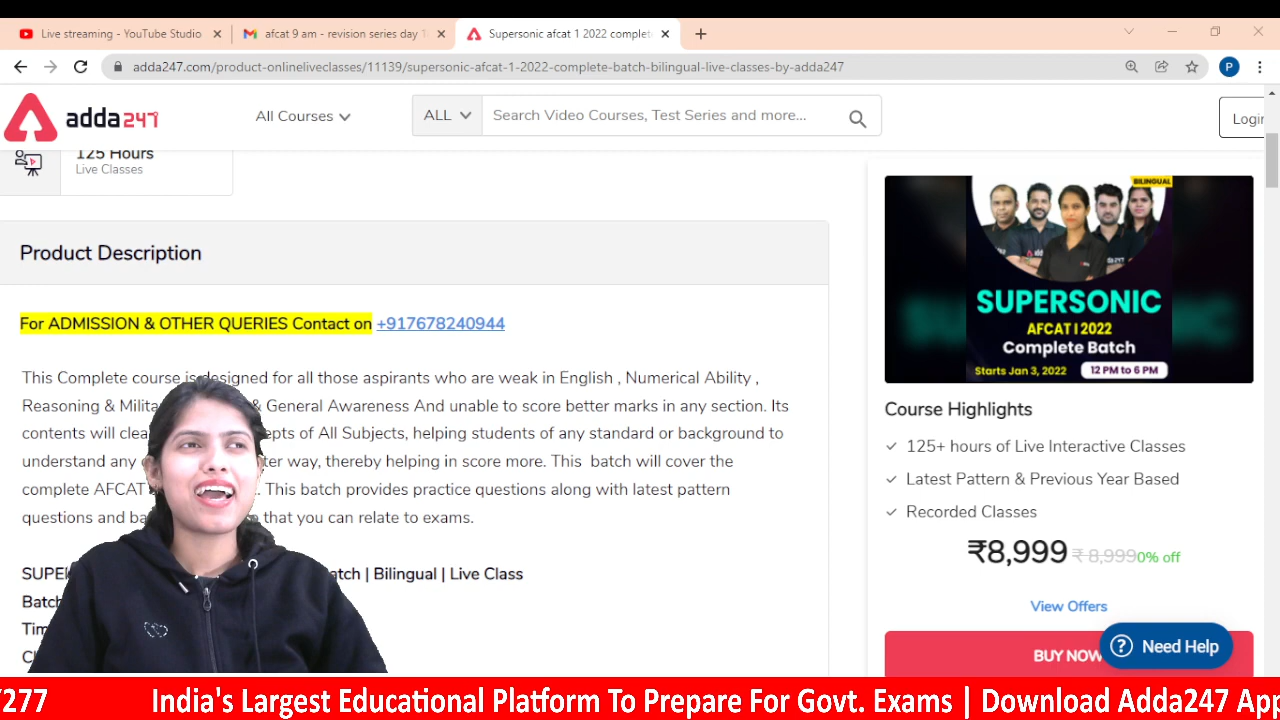 Live streaming - YouTube Studio
afcat 9 am - revision series day 1
Supersonic afcat 1 2022 complet
adda247.com/product-onlineliveclasses/11139/supersonic-afcat-1-2022-complete-batch-bilingual-live-classes-by-adda247
P
adda247
All Courses
ALL
Search Video Courses, Test Series and more...
Login
125 Hours
Live Classes
Product Description
For ADMISSION & OTHER QUERIES Contact on +917678240944
This Complete course is designed for all those aspirants who are weak in English , Numerical Ability ,
Reasoning & Milita & General Awareness And unable to score better marks in any section. Its
contents will clea epts of All Subjects, helping students of any standard or background to
understand any ter way, thereby helping in score more. This batch will cover the
complete AFCAT . This batch provides practice questions along with latest pattern
questions and ba that you can relate to exams.
SUPE atch | Bilingual | Live Class
Batch
Tim
BILINGUAL
SUPERSONIC
AFCAT I 2022
Complete Batch
Starts Jan 3, 2022 12 PM to 6 PM
Course Highlights
125+ hours of Live Interactive Classes
Latest Pattern & Previous Year Based
Recorded Classes
₹8,999 ₹ 8,999 0% off
View Offers
BUY NOW
Need Help
Y277 India's Largest Educational Platform To Prepare For Govt. Exams | Download Adda247 App